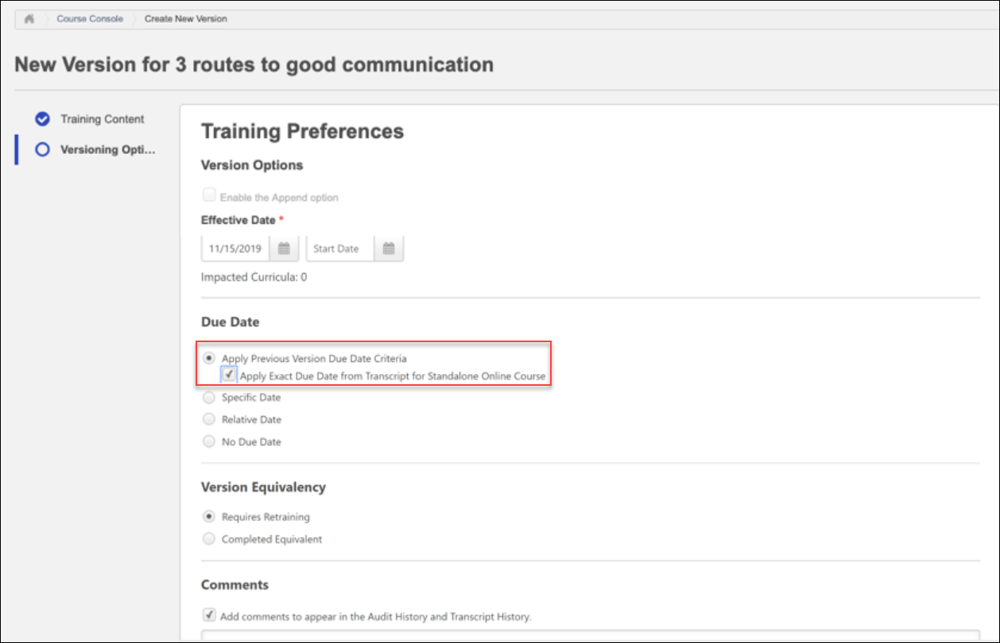 Course Console Create New Version
New Version for 3 routes to good communication
Training Content
Versioning Opti...
Training Preferences
Version Options
Enable the Append option
Effective Date *
11/15/2019 Start Date
Impacted Curricula: 0
Due Date
Apply Previous Version Due Date Criteria
Apply Exact Due Date from Transcript for Standalone Online Course
Specific Date
Relative Date
No Due Date
Version Equivalency
Requires Retraining
Completed Equivalent
Comments
Add comments to appear in the Audit History and Transcript History.